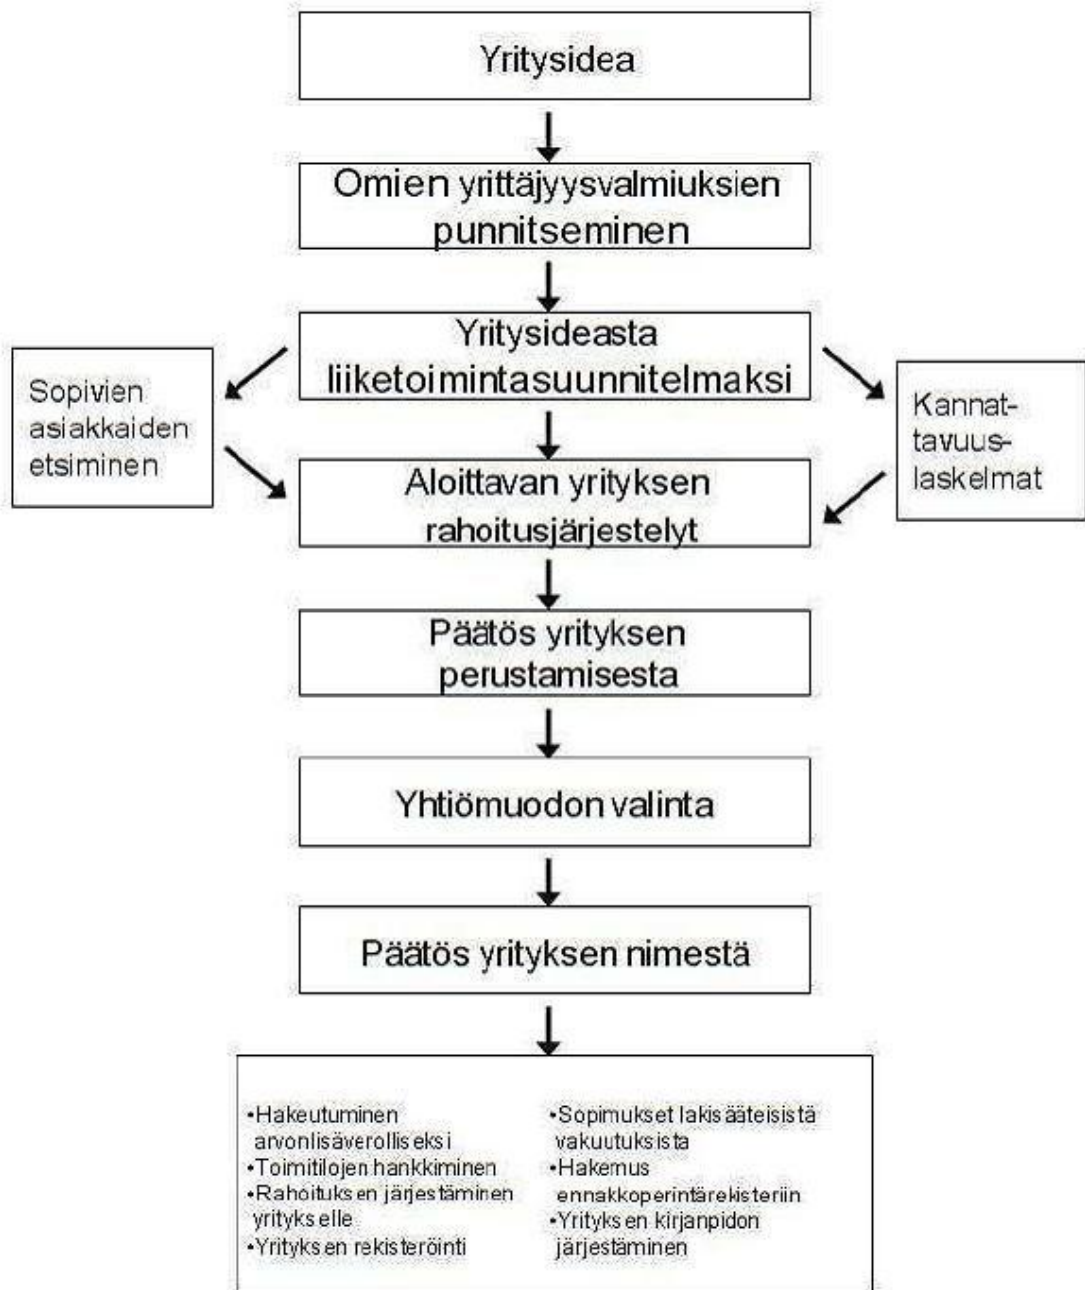 Yritysidea
Omien yrittäjyysvalmiuksien
punnitseminen
Yritysideasta
liiketoimintasuunnitelmaksi
Sopivien
asiakkaiden
etsiminen
Kannat-
tavuus-
laskelmat
Aloittavan yrityksen
rahoitusjärjestelyt
Päätös yrityksen
perustamisesta
Yhtiömuodon valinta
Päätös yrityksen nimestä
•Hakeutuminen
arvonlisäverolliseksi
•Toimitilojen hankkiminen
•Rahoituksen järjestäminen
yritykselle
•Yrityksen rekisteröinti
•Sopimukset lakisääteisistä
vakuutuksista
•Hakemus
ennakkoperintärekisteriin
•Yrityksen kirjanpidon
järjestäminen